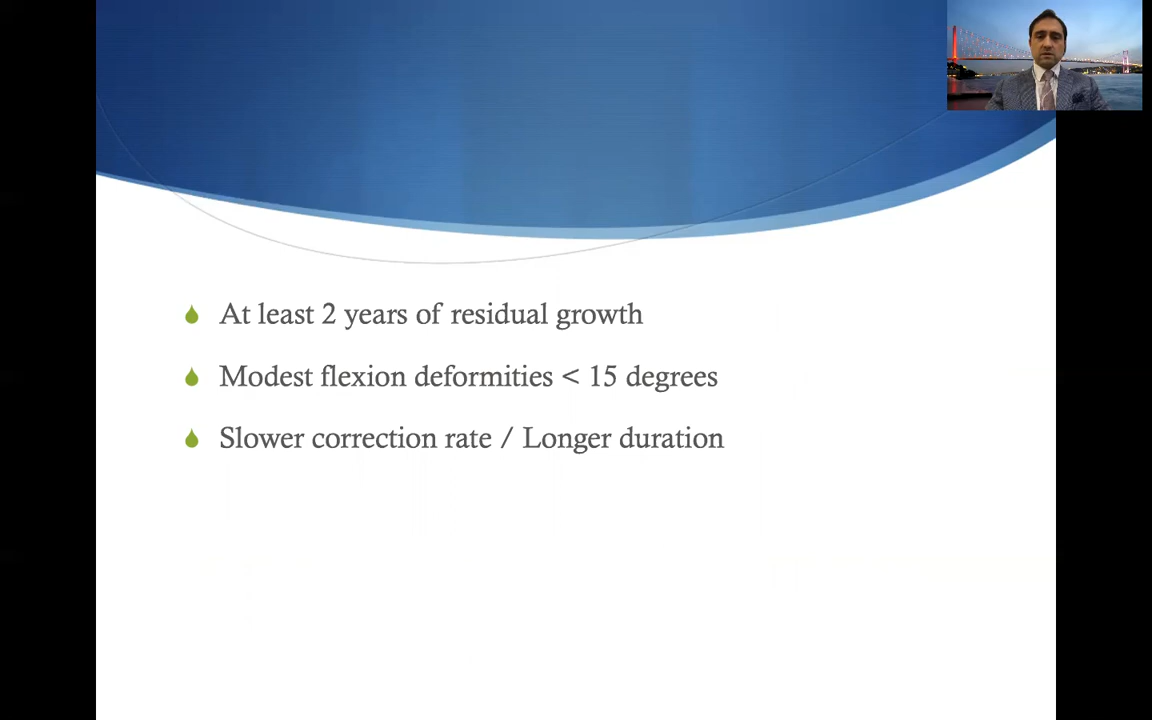 At least 2 years of residual growth
Modest flexion deformities < 15 degrees
Slower correction rate / Longer duration